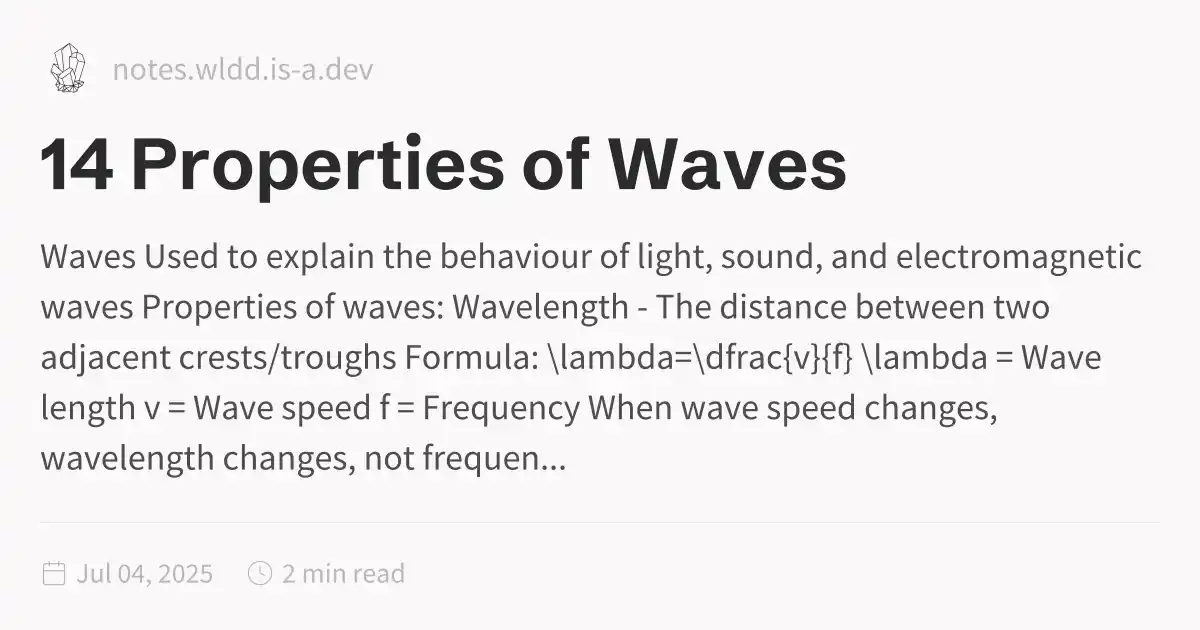 notes.wldd.is-a.dev
14 Properties of Waves
Waves Used to explain the behaviour of light, sound, and electromagnetic
waves Properties of waves: Wavelength - The distance between two
adjacent crests/troughs Formula: \lambda=\dfrac{v}{f} \lambda = Wave
length v = Wave speed f = Frequency When wave speed changes,
wavelength changes, not frequen...
Jul 04, 2025 2 min read